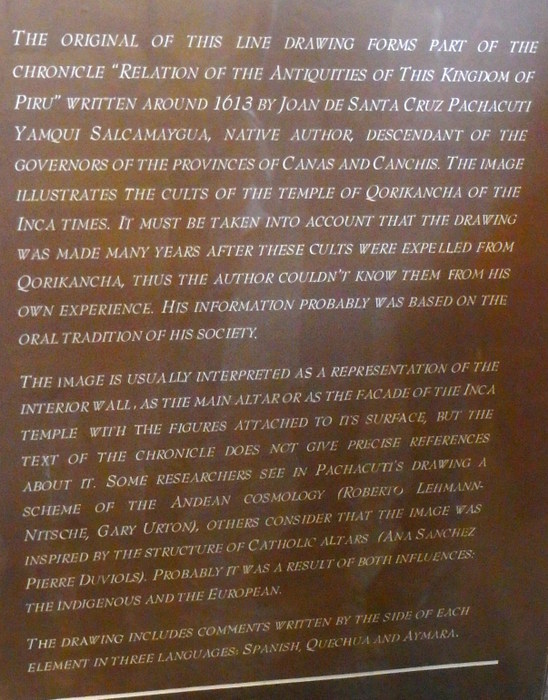 THE ORIGINAL OF THIS LINE DRAWING FORMS PART OF THE
CHRONICLE "RELATION OF THE ANTIQUITIES OF THIS KINGDOM OF
PIRU" WRITTEN AROUND 1613 BY JOAN DE SANTA CRUZ PACHACUTI
YAMQUI SALCAMAYGUA, NATIVE AUTHOR, DESCENDANT OF THE
GOVERNORS OF THE PROVINCES OF CANAS AND CANCHIS. THE IMAGE
ILLUSTRATES THE CULTS OF THE TEMPLE OF QORIKANCHA OF THE
INCA TIMES. IT MUST BE TAKEN INTO ACCOUNT THAT THE DRAWING
WAS MADE MANY YEARS AFTER THESE CULTS WERE EXPELLED FROM
QORIKANCHA, THUS THE AUTHOR COULDN'T KNOW THEM FROM HIS
OWN EXPERIENCE. HIS INFORMATION PROBABLY WAS BASED ON THE
ORAL TRADITION OF HIS SOCIETY.
THE IMAGE IS USUALLY INTERPRETED AS A REPRESENTATION OF THE
INTERIOR WALL, AS THE MAIN ALTAR OR AS THE FACADE OF THE INCA
TEMPLE WITH THE FIGURES ATTACHED TO ITS SURFACE, BUT THE
TEXT OF THE CHRONICLE DOES NOT GIVE PRECISE REFERENCES
ABOUT IT. SOME RESEARCHERS SEE IN PACHACUTI'S DRAWING A
SCHEME OF THE ANDEAN COSMOLOGY (ROBERTO LEHMANN-
NITSCHE, GARY URTON), OTHERS CONSIDER THAT THE IMAGE WAS
INSPIRED BY THE STRUCTURE OF CATHOLIC ALTARS (ANA SANCHEZ
PIERRE DUVIOLS). PROBABLY IT WAS A RESULT OF BOTH INFLUENCES:
THE INDIGENOUS AND THE EUROPEAN.
THE DRAWING INCLUDES COMMENTS WRITTEN BY THE SIDE OF EACH
ELEMENT IN THREE LANGUAGES: SPANISH, QUECHUA AND AYMARA.